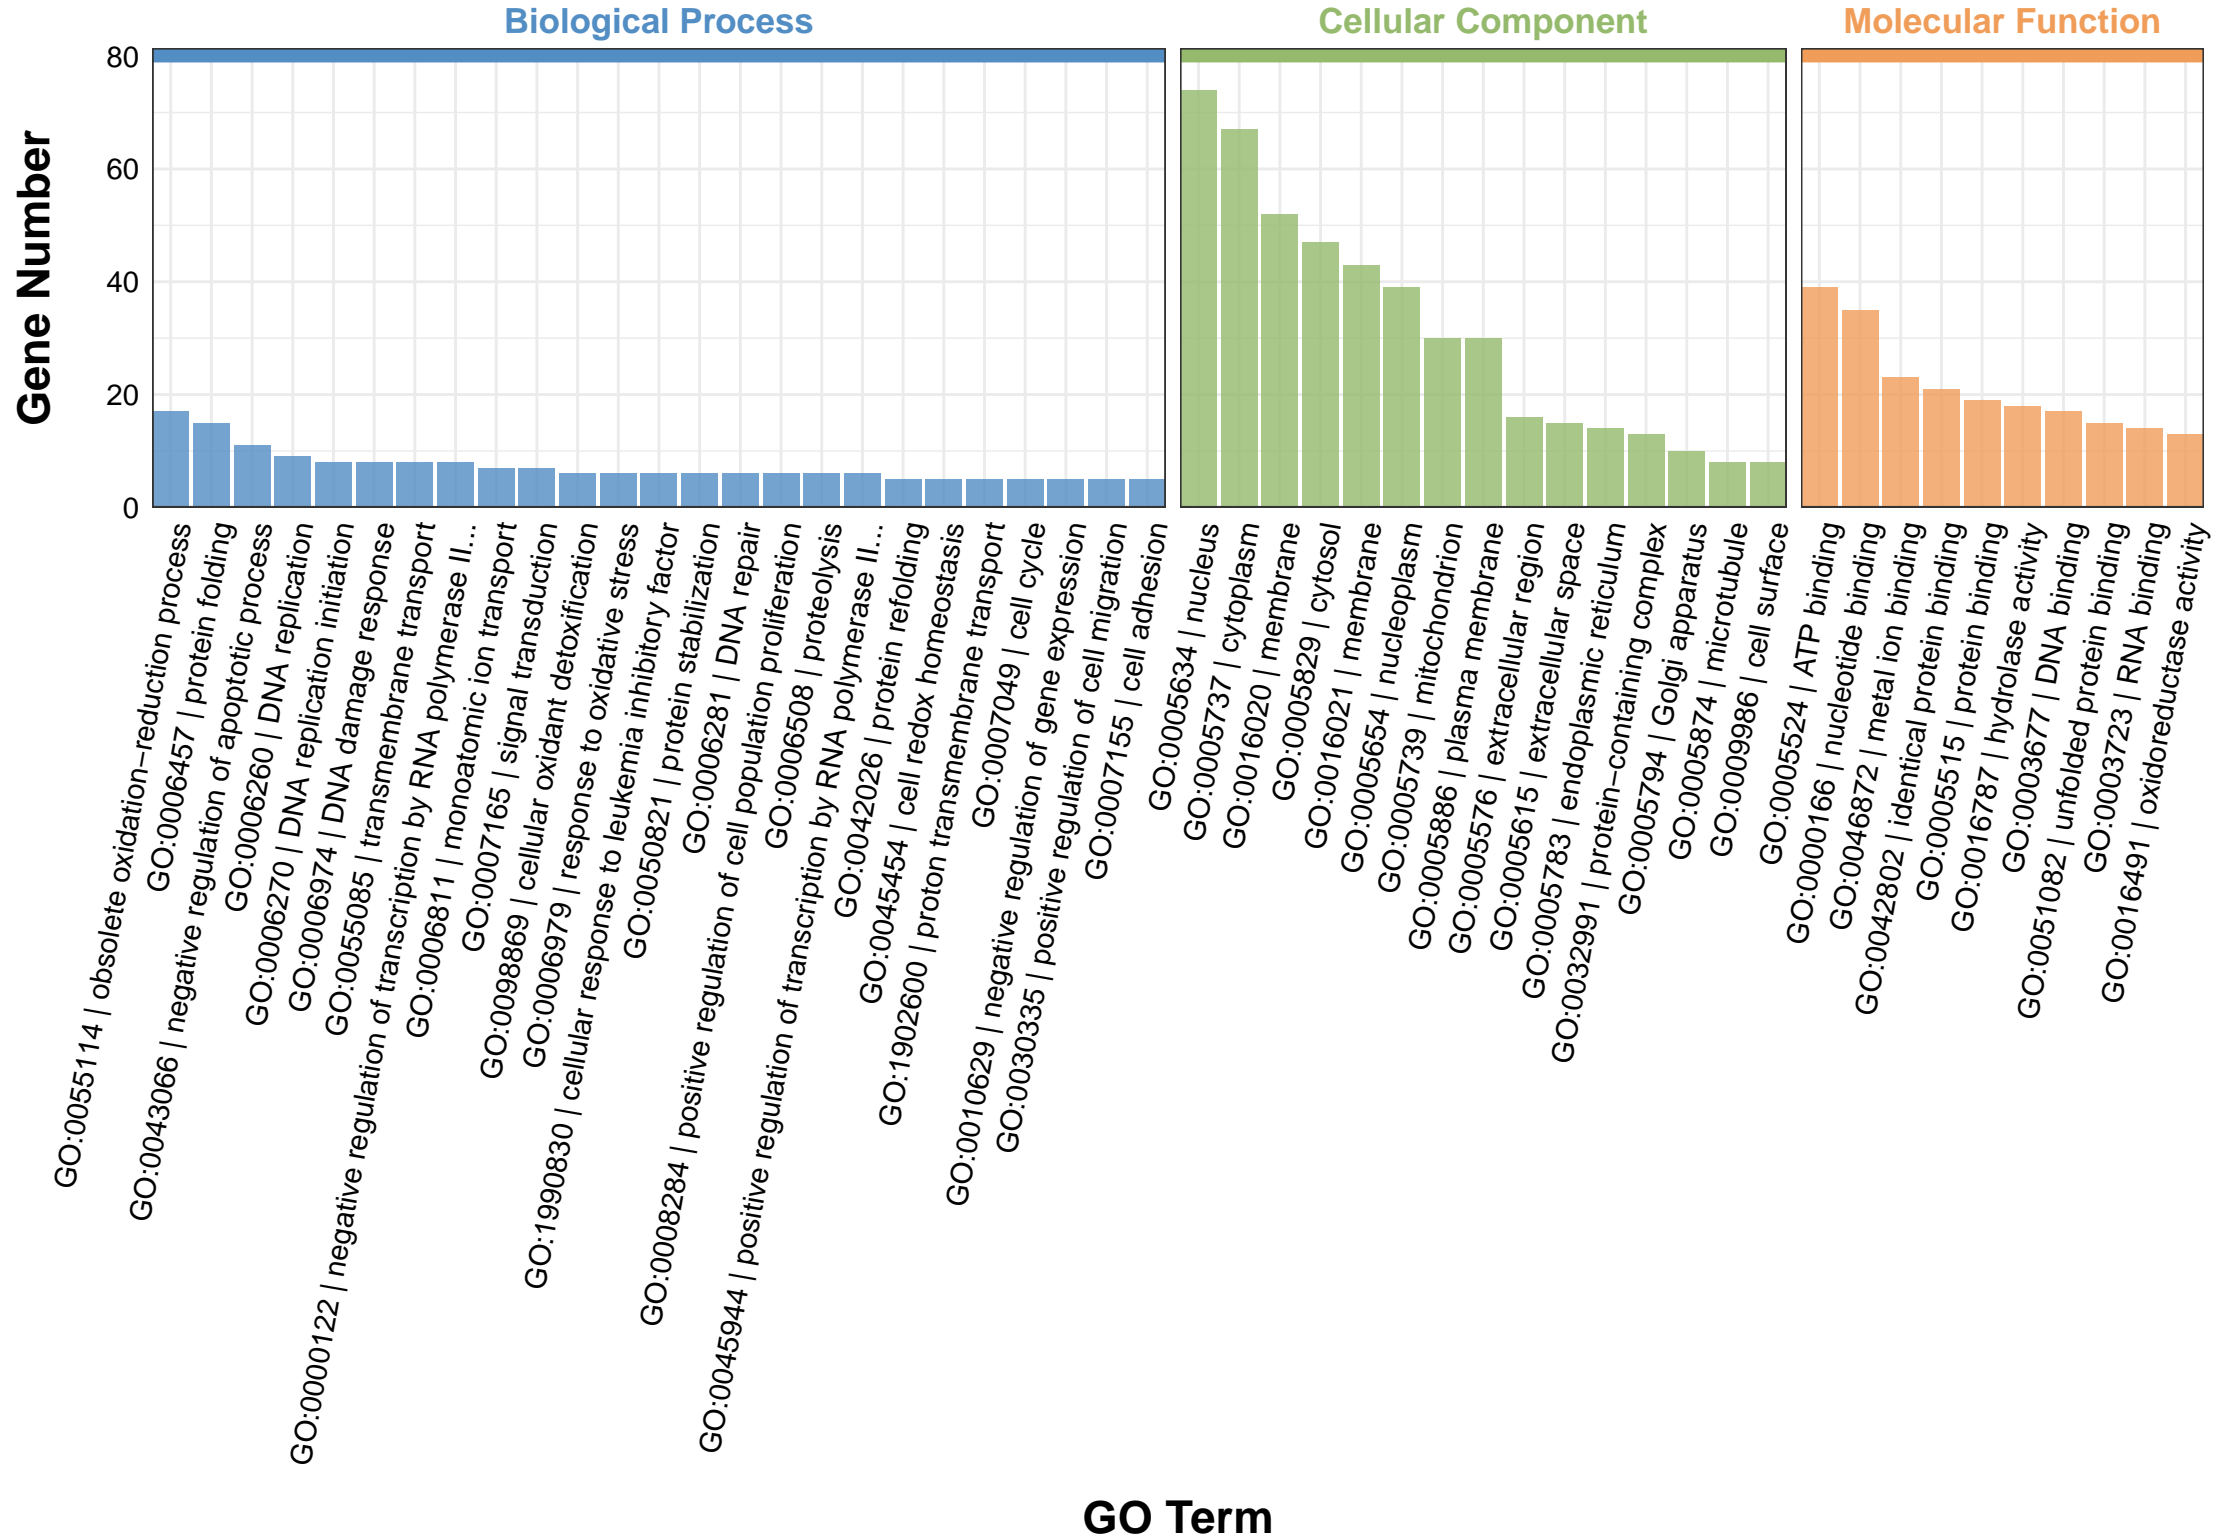 Biological Process
Cellular Component
Molecular Function
Gene Number
80
60
40
20
0
GO:0055114 | obsolete oxidation−reduction process
GO:0006457 | protein folding
GO:0043066 | negative regulation of apoptotic process
GO:0006260 | DNA replication
GO:0006270 | DNA replication initiation
GO:0006974 | DNA damage response
GO:0055085 | transmembrane transport
GO:0000122 | negative regulation of transcription by RNA polymerase II...
GO:0006811 | monoatomic ion transport
GO:0007165 | signal transduction
GO:0098869 | cellular oxidant detoxification
GO:0006979 | response to oxidative stress
GO:1990830 | cellular response to leukemia inhibitory factor
GO:0050821 | protein stabilization
GO:0006281 | DNA repair
GO:0008284 | positive regulation of cell population proliferation
GO:0006508 | proteolysis
GO:0045944 | positive regulation of transcription by RNA polymerase II...
GO:0042026 | protein refolding
GO:0045454 | cell redox homeostasis
GO:1902600 | proton transmembrane transport
GO:0007049 | cell cycle
GO:0010629 | negative regulation of gene expression
GO:0030335 | positive regulation of cell migration
GO:0007155 | cell adhesion
GO:0005634 | nucleus
GO:0005737 | cytoplasm
GO:0016020 | membrane
GO:0005829 | cytosol
GO:0016021 | membrane
GO:0005654 | nucleoplasm
GO:0005739 | mitochondrion
GO:0005886 | plasma membrane
GO:0005576 | extracellular region
GO:0005615 | extracellular space
GO:0005783 | endoplasmic reticulum
GO:0032991 | protein−containing complex
GO:0005794 | Golgi apparatus
GO:0005874 | microtubule
GO:0009986 | cell surface
GO:0005524 | ATP binding
GO:0000166 | nucleotide binding
GO:0046872 | metal ion binding
GO:0042802 | identical protein binding
GO:0005515 | protein binding
GO:0016787 | hydrolase activity
GO:0003677 | DNA binding
GO:0051082 | unfolded protein binding
GO:0003723 | RNA binding
GO:0016491 | oxidoreductase activity
GO Term